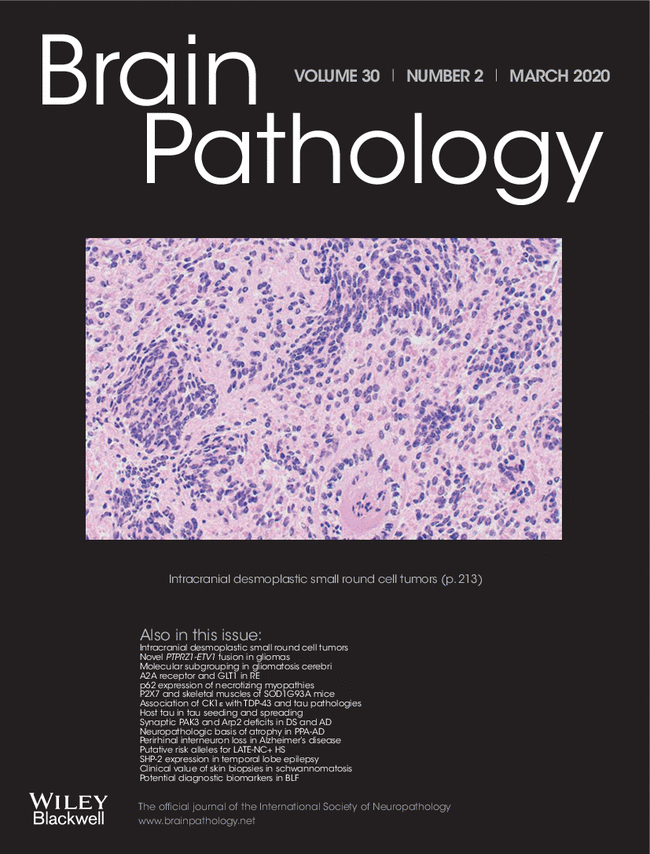 Brain
VOLUME 30 | NUMBER 2 | MARCH 2020
Pathology
Intracranial desmoplastic small round cell tumors (p. 213)
Also in this issue:
Intracranial desmoplastic small round cell tumors
Novel PTPRZ1-ETV1 fusion in gliomas
Molecular subgrouping in gliomatosis cerebri
A2A receptor and GLT1 in RE
p62 expression of necrotizing myopathies
P2X7 and skeletal muscles of SOD1G93A mice
Association of CK1ε with TDP-43 and tau pathologies
Host tau in tau seeding and spreading
Synaptic PAK3 and Arp2 deficits in DS and AD
Neuropathologic basis of atrophy in PPA-AD
Perirhinal interneuron loss in Alzheimer's disease
Putative risk alleles for LATE-NC+ HS
SHP-2 expression in temporal lobe epilepsy
Clinical value of skin biopsies in schwannomatosis
Potential diagnostic biomarkers in BLF
WILEY
Blackwell
The official journal of the International Society of Neuropathology
www.brainpathology.net